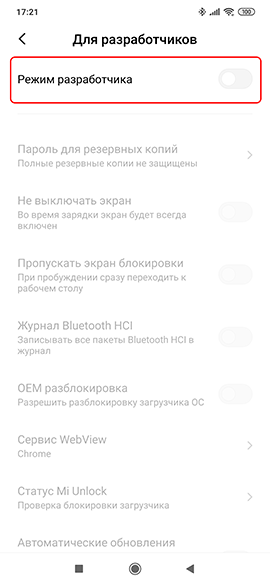 17:21
100
Для разработчиков
Режим разработчика
Пароль для резервных копий
Полные резервные копии не защищены
Не выключать экран
Во время зарядки экран будет всегда
включен
Пропускать экран блокировки
При пробуждении сразу переходить к
рабочем столу
Журнал Bluetooth HCI
Записывать все пакеты Bluetooth HCI в
журнал
OEM разблокировка
Разрешить разблокировку загрузчика ОС
Сервис WebView
Chrome
Статус Mi Unlock
Проверка блокировки загрузчика
Автоматические обновления